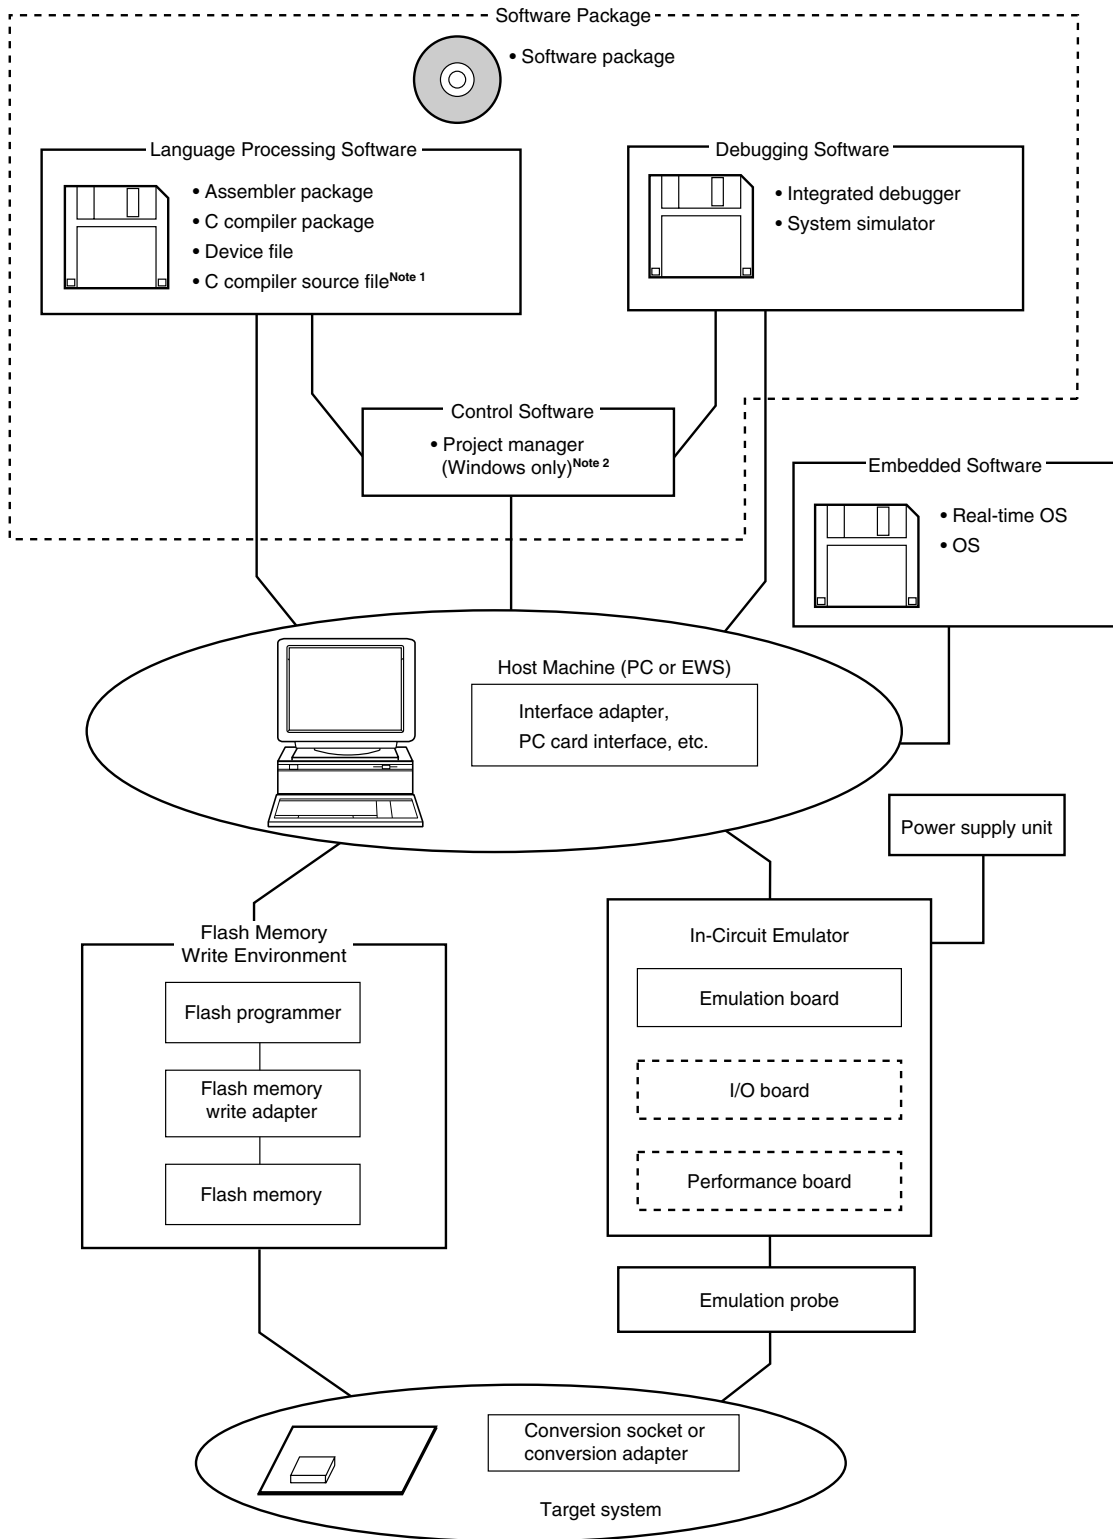 Software Package
• Software package
Language Processing Software
• Assembler package
• C compiler package
• Device file
• C compiler source fileNote 1
Debugging Software
• Integrated debugger
• System simulator
Control Software
• Project manager
(Windows only)Note 2
Embedded Software
• Real-time OS
• OS
Host Machine (PC or EWS)
Interface adapter,
PC card interface, etc.
Power supply unit
Flash Memory
Write Environment
Flash programmer
Flash memory
write adapter
Flash memory
In-Circuit Emulator
Emulation board
I/O board
Performance board
Emulation probe
Conversion socket or
conversion adapter
Target system